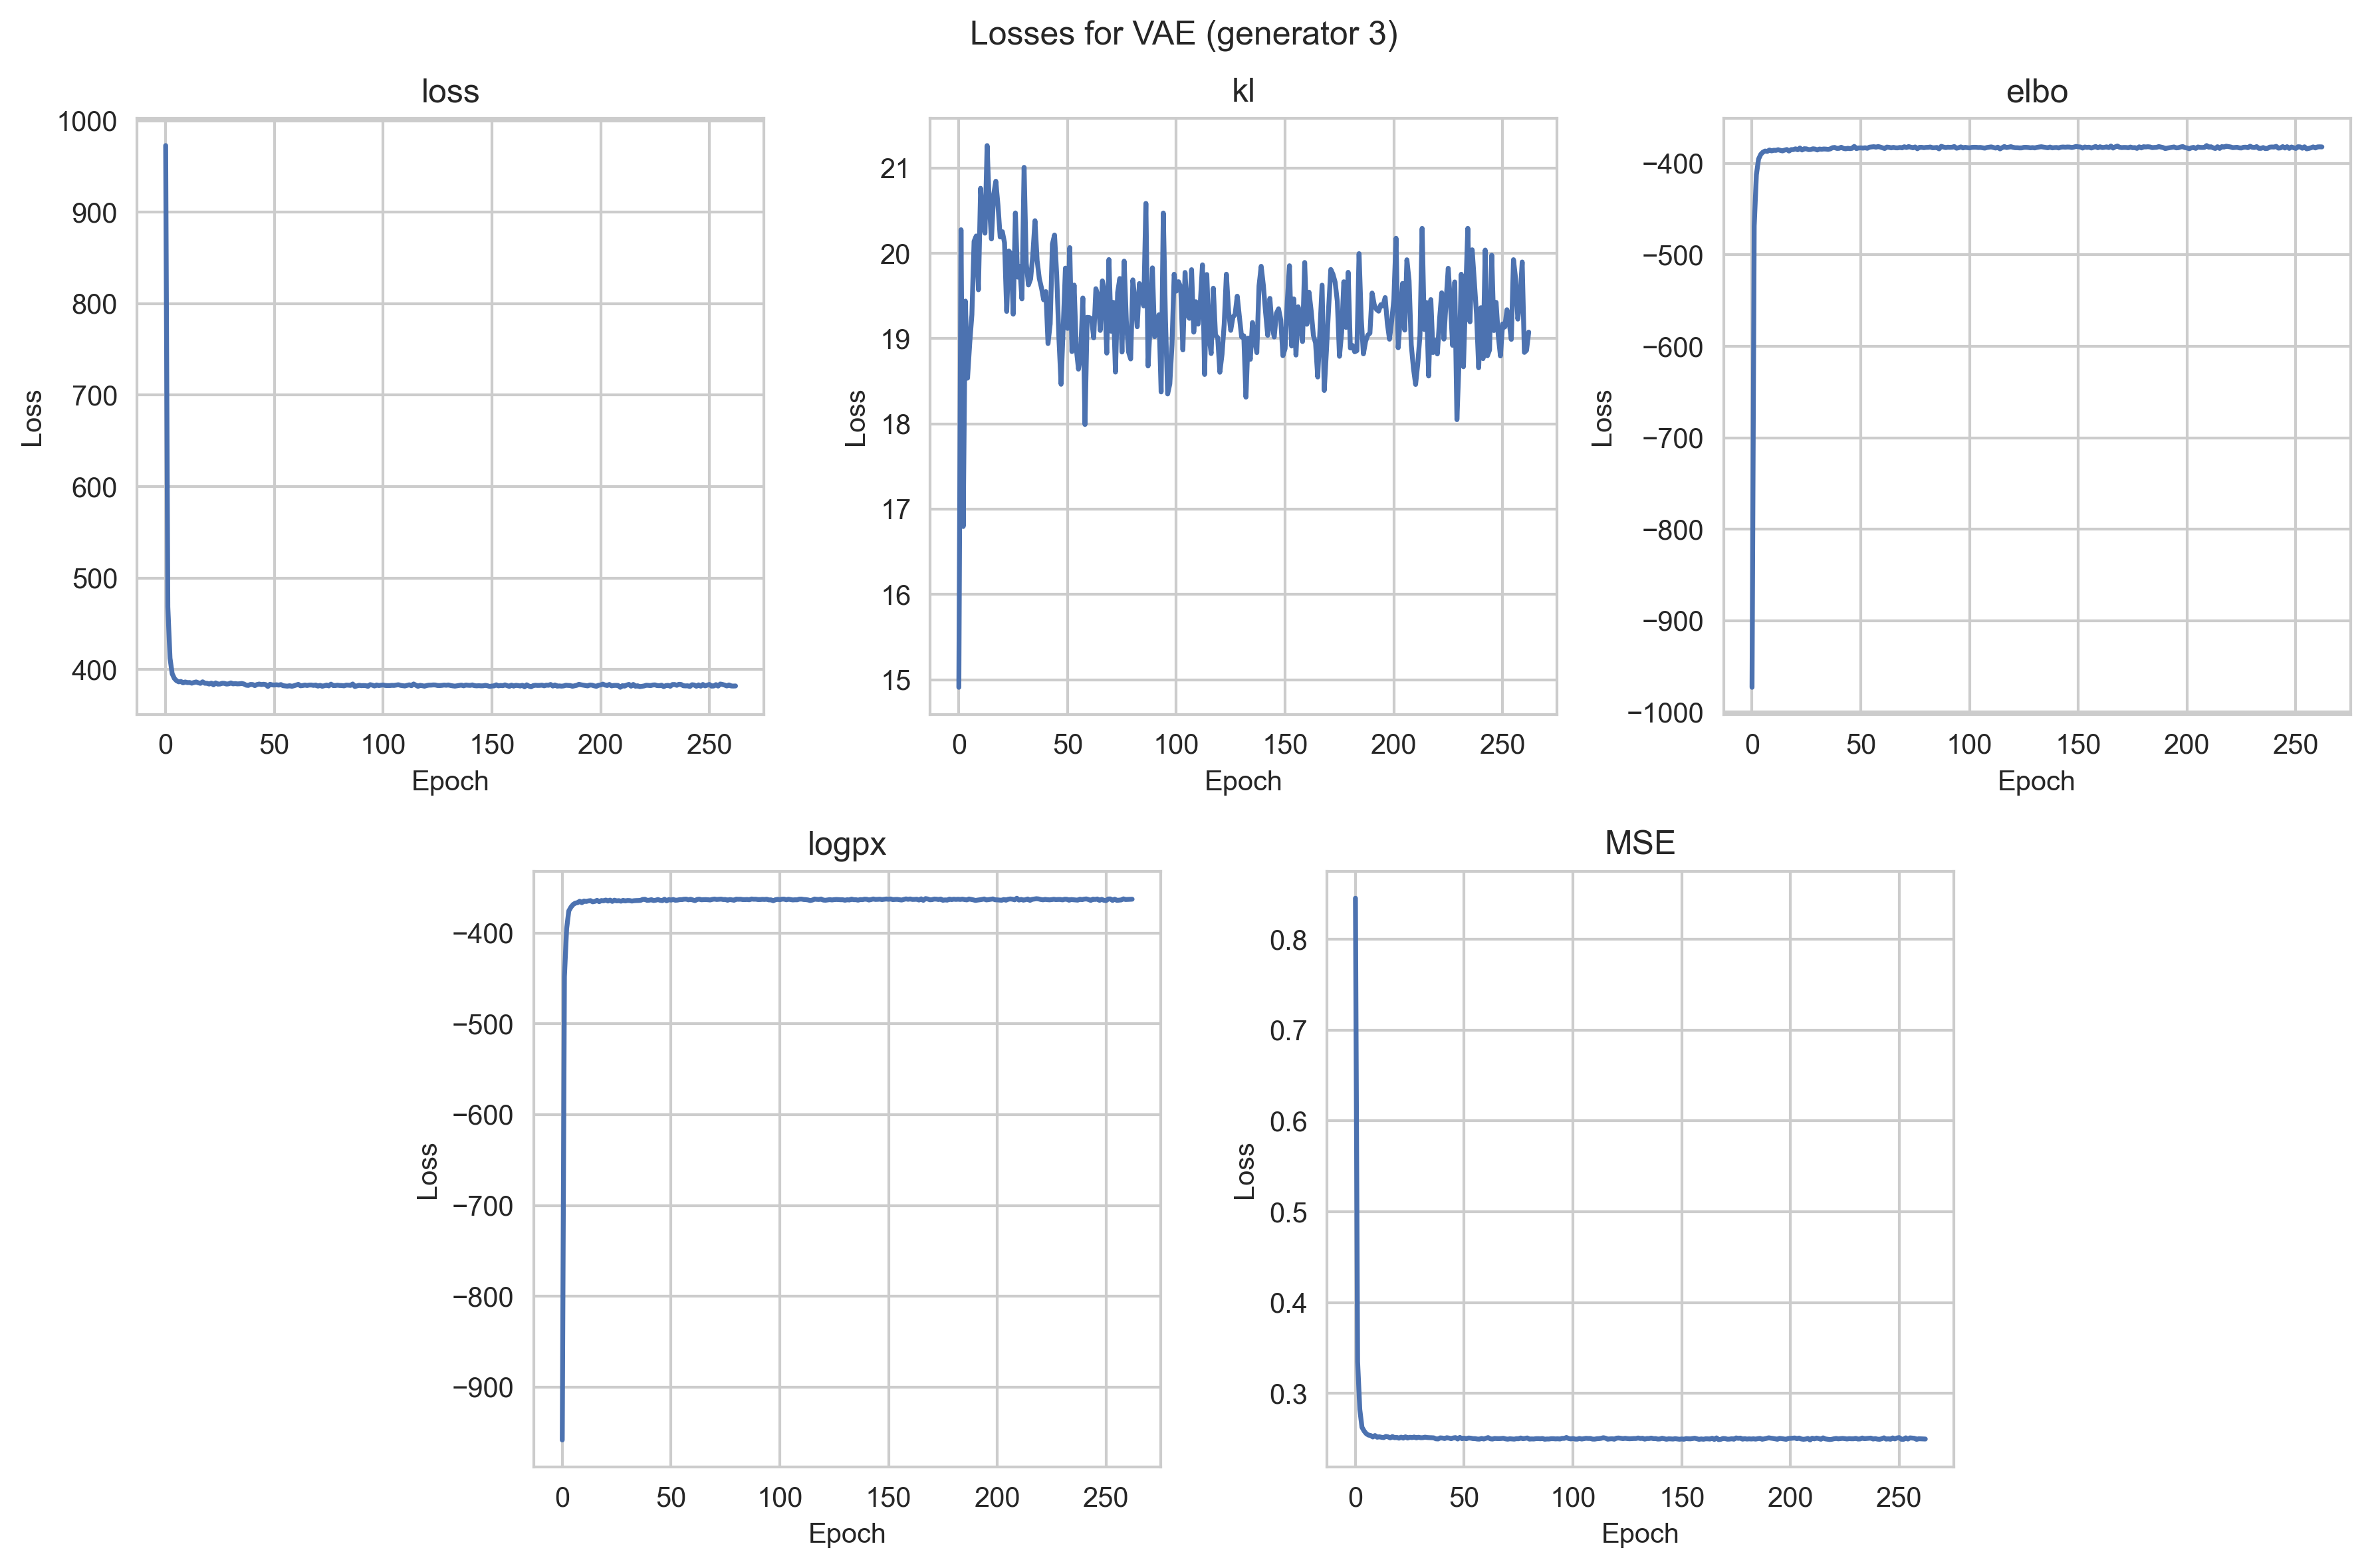 Losses for VAE (generator 3)
loss
1000
900
800
700
600
500
400
Loss
0 50 100 150 200 250
Epoch
kl
21
20
19
18
17
16
15
Loss
0 50 100 150 200 250
Epoch
elbo
−400
−500
−600
−700
−800
−900
−1000
Loss
0 50 100 150 200 250
Epoch
logpx
−400
−500
−600
−700
−800
−900
Loss
0 50 100 150 200 250
Epoch
MSE
0.8
0.7
0.6
0.5
0.4
0.3
Loss
0 50 100 150 200 250
Epoch